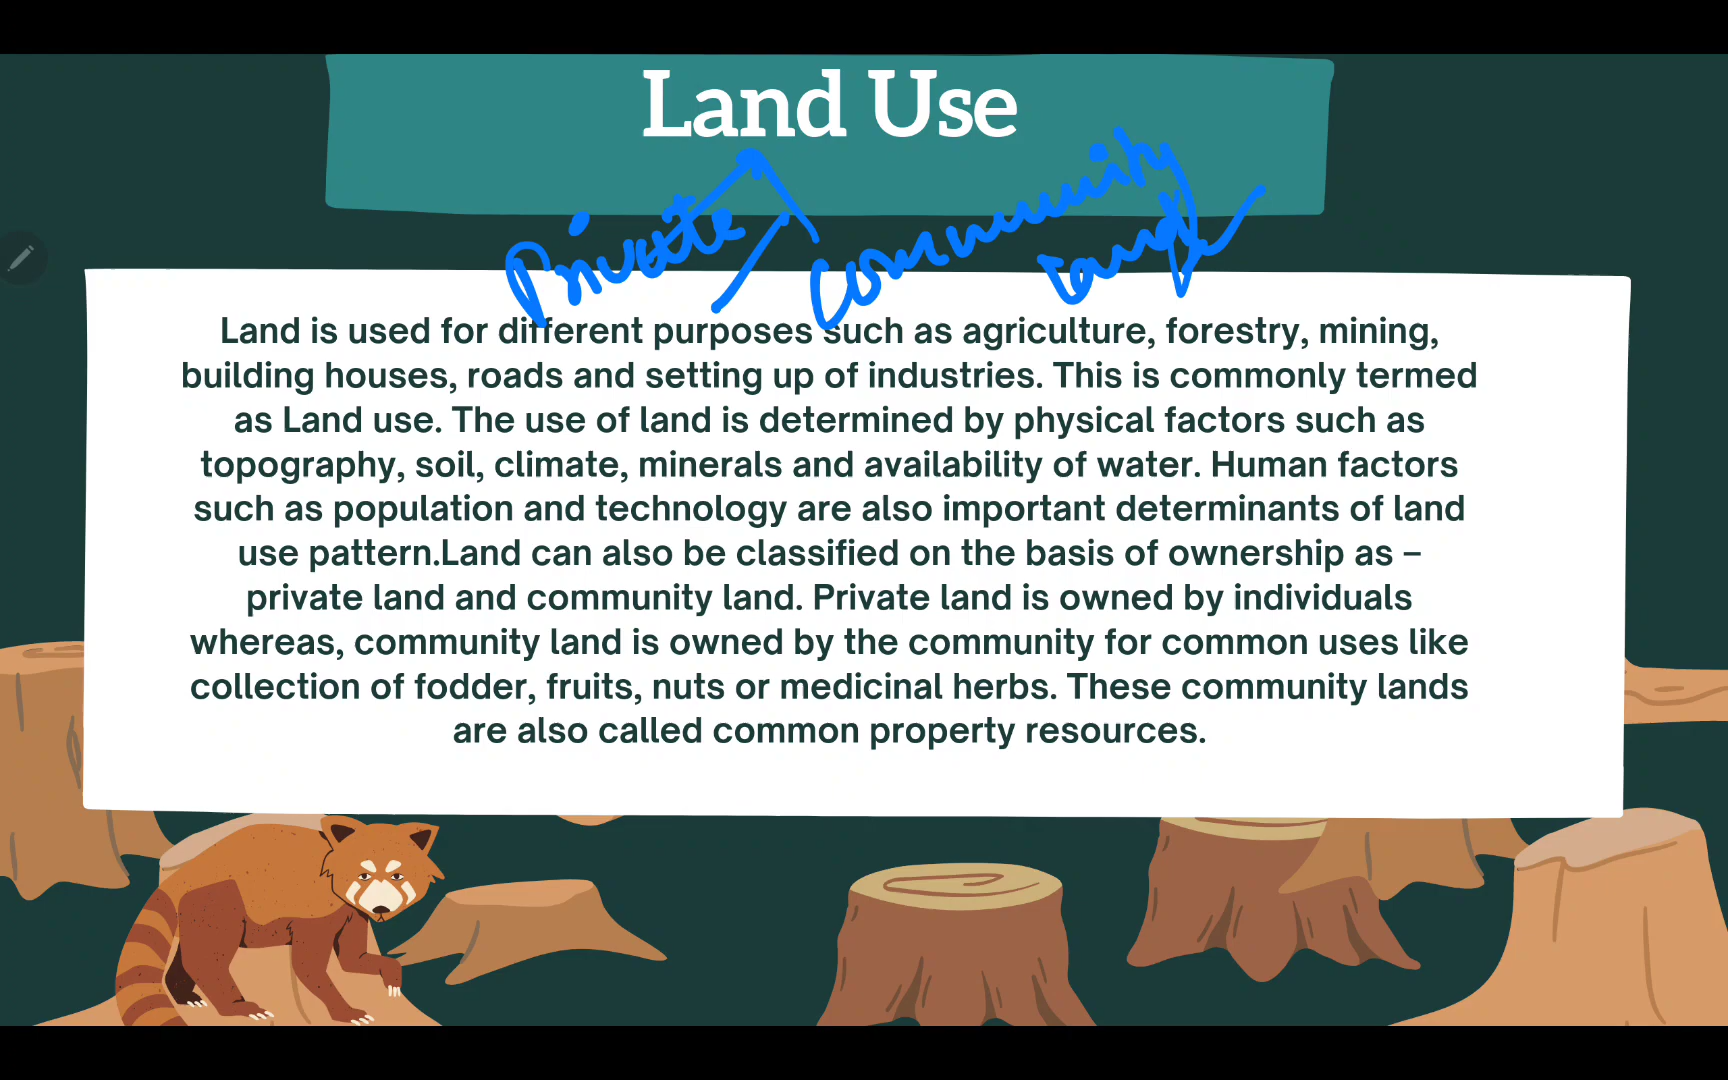 Land Use
Private
Community
land
Land is used for different purposes such as agriculture, forestry, mining,
building houses, roads and setting up of industries. This is commonly termed
as Land use. The use of land is determined by physical factors such as
topography, soil, climate, minerals and availability of water. Human factors
such as population and technology are also important determinants of land
use pattern.Land can also be classified on the basis of ownership as –
private land and community land. Private land is owned by individuals
whereas, community land is owned by the community for common uses like
collection of fodder, fruits, nuts or medicinal herbs. These community lands
are also called common property resources.